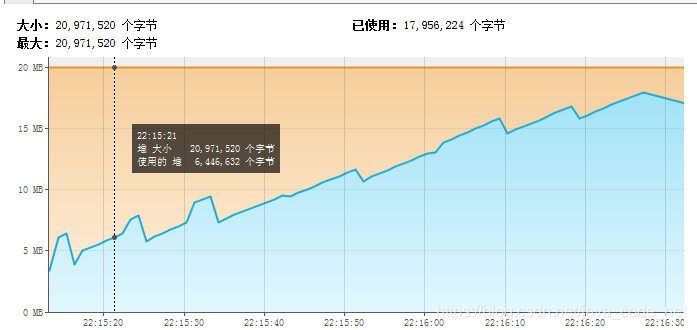 大小： 20,971,520 个字节 已使用： 17,956,224 个字节
最大： 20,971,520 个字节
20 MB
22:15:21
堆 大小 20,971,520 个字节
使用的 堆 6,446,632 个字节
15 MB
10 MB
5 MB
0 MB
22:15:20 22:15:30 22:15:40 22:15:50 22:16:00 22:16:10 22:16:20 22:16:30